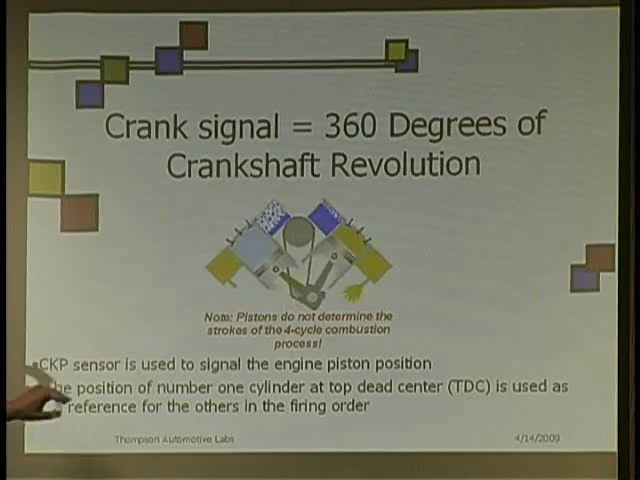 Crank signal = 360 Degrees of
Crankshaft Revolution
Note: Pistons do not determine the
strokes of the 4-cycle combustion
process!
•CKP sensor is used to signal the engine piston position
position of number one cylinder at top dead center (TDC) is used as
reference for the others in the firing order
Thompson Automotive Labs
4/14/2009